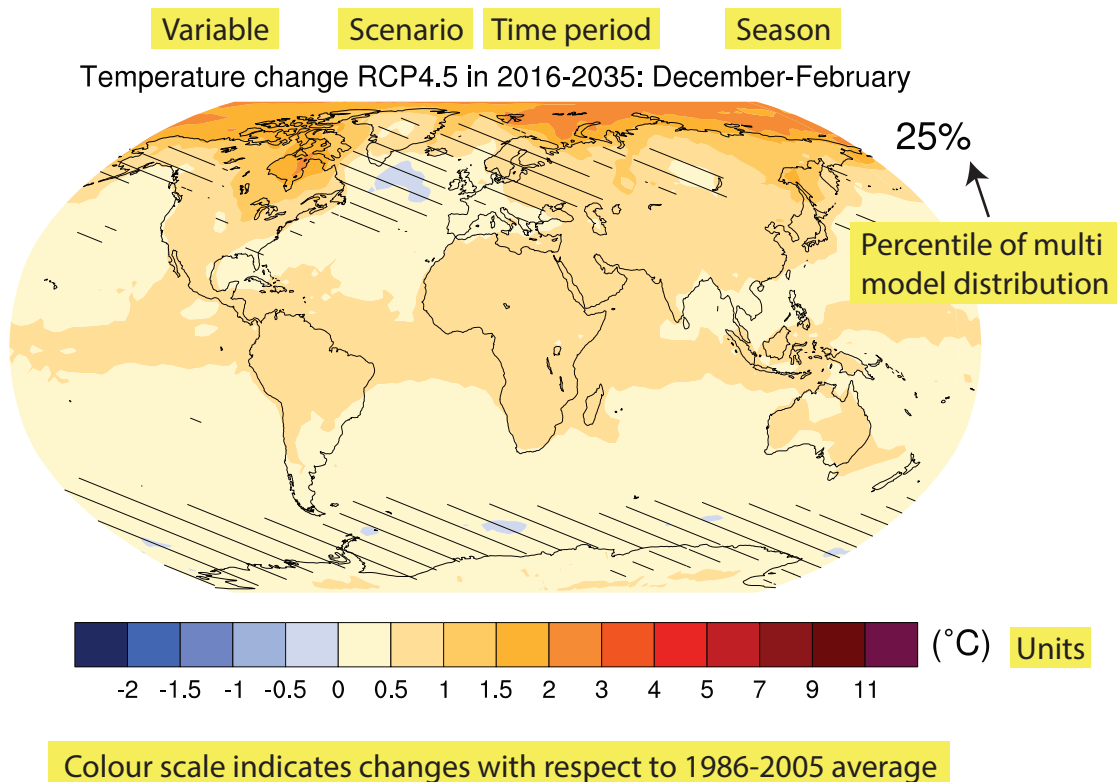 Variable Scenario Time period Season
Temperature change RCP4.5 in 2016-2035: December-February
25%
Percentile of multi
model distribution
(°C) Units
-2 -1.5 -1 -0.5 0 0.5 1 1.5 2 3 4 5 7 9 11
Colour scale indicates changes with respect to 1986-2005 average